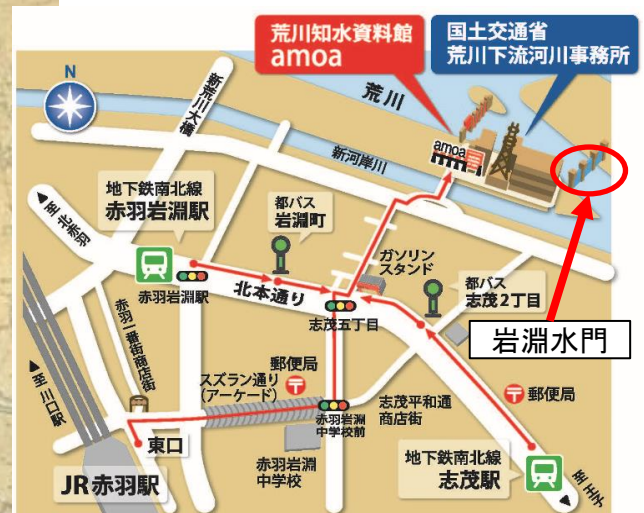 荒川知水資料館
amoa
国土交通省
荒川下流河川事務所
N
新荒川大橋
荒川
新河岸川
amoa
地下鉄南北線
赤羽岩淵駅
▲至北赤羽
都バス
岩淵町
ガソリン
スタンド
都バス
志茂2丁目
赤羽岩淵駅
北本通り
志茂五丁目
岩淵水門
赤羽一番街商店街
▲至川口駅
スズラン通り
(アーケード)
郵便局
〒
赤羽岩淵
中学校前
志茂平和通
商店街
〒
郵便局
東口
JR赤羽駅
赤羽岩淵
中学校
地下鉄南北線
志茂駅
至王子▲